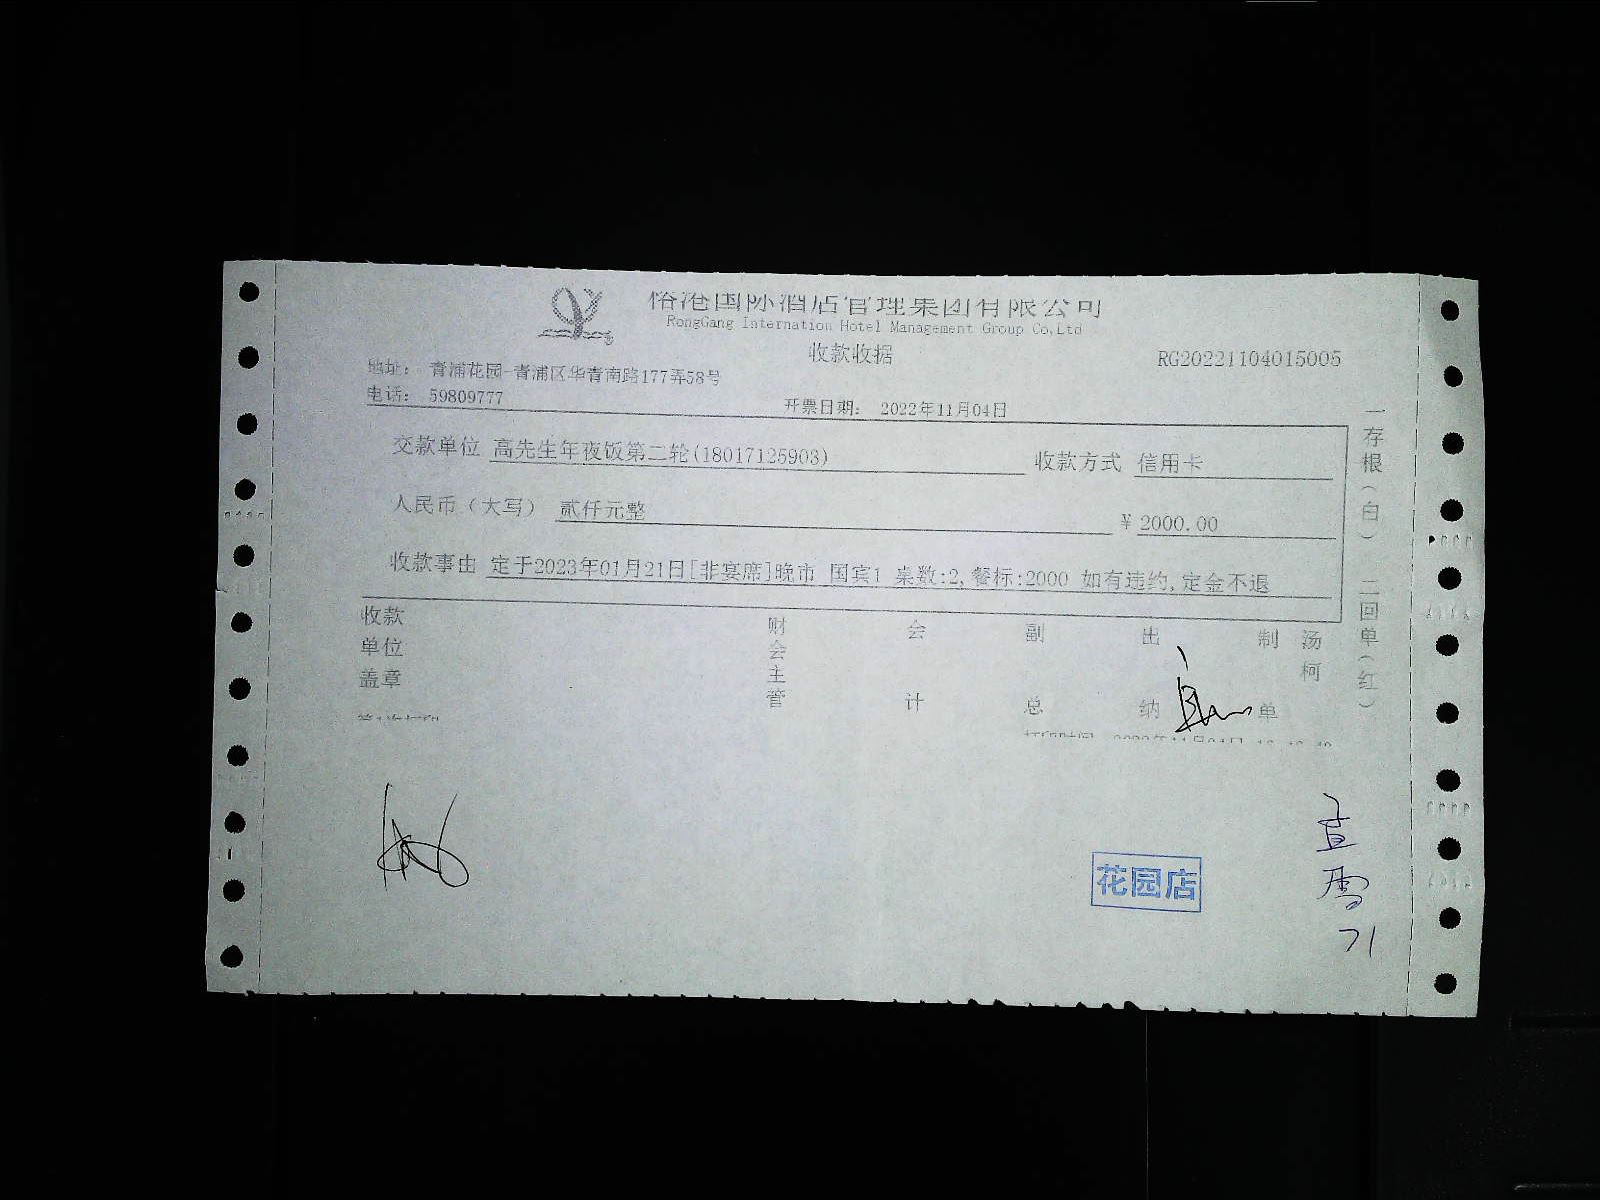 国际酒店管理集团有限公司
RongGang Internation Hotel Management Group Co,Ltd
收款收据
RG20221104015005
地址： 青浦花园-青浦区华青南路177弄58号
电话： 59809777
开票日期： 2022年11月04日
交款单位 高先生年夜饭第二轮(18017125903) 收款方式 信用卡
人民币（大写） 贰仟元整 ￥2000.00
收款事由 定于2023年01月21日[非宴席]晚市 国宾1 桌数:2,餐标:2000 如有违约,定金不退
收款单位盖章 财会主管 会计 副总 出纳 制单 汤柯
一存根（白） 二回单（红）
花园店